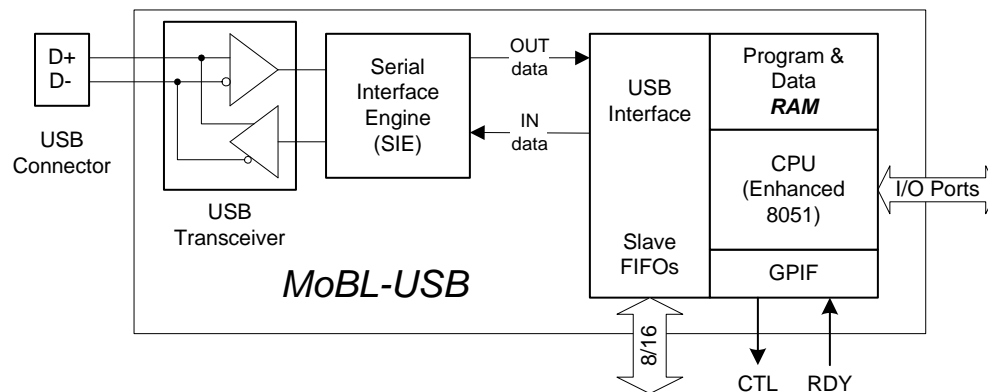 D+
D-
USB
Connector
USB
Transceiver
Serial
Interface
Engine
(SIE)
OUT
data
IN
data
USB
Interface
Slave
FIFOs
Program &
Data
RAM
CPU
(Enhanced
8051)
GPIF
I/O Ports
MoBL-USB
8/16
CTL
RDY